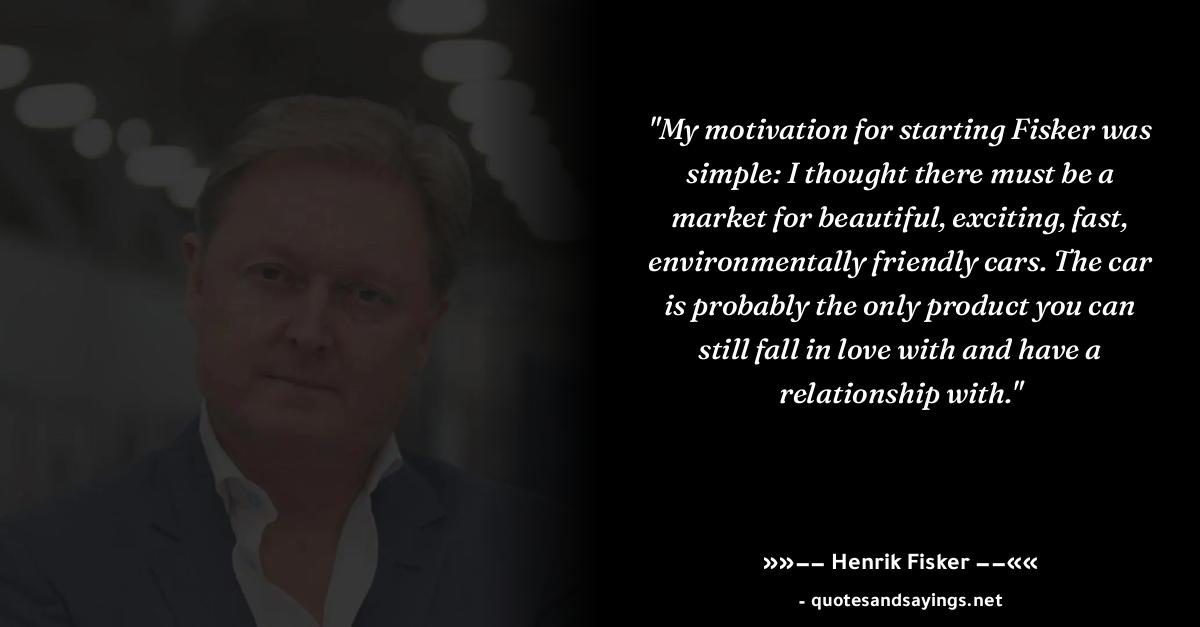 "My motivation for starting Fisker was
simple: I thought there must be a
market for beautiful, exciting, fast,
environmentally friendly cars. The car
is probably the only product you can
still fall in love with and have a
relationship with."
»»−− Henrik Fisker −−««
- quotesandsayings.net